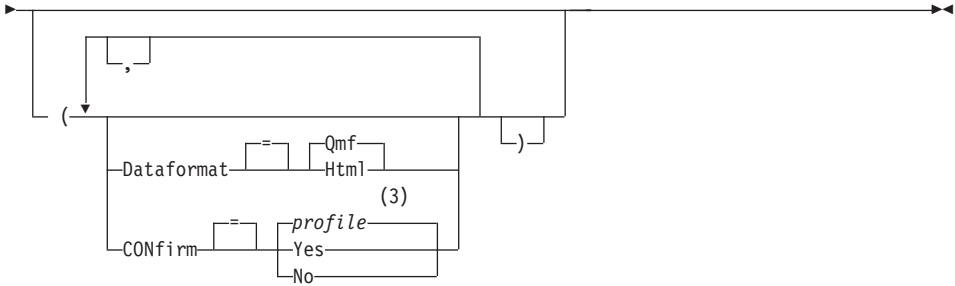 ,
(
)
= Qmf
Dataformat Html
(3)
= profile
CONfirm Yes
No